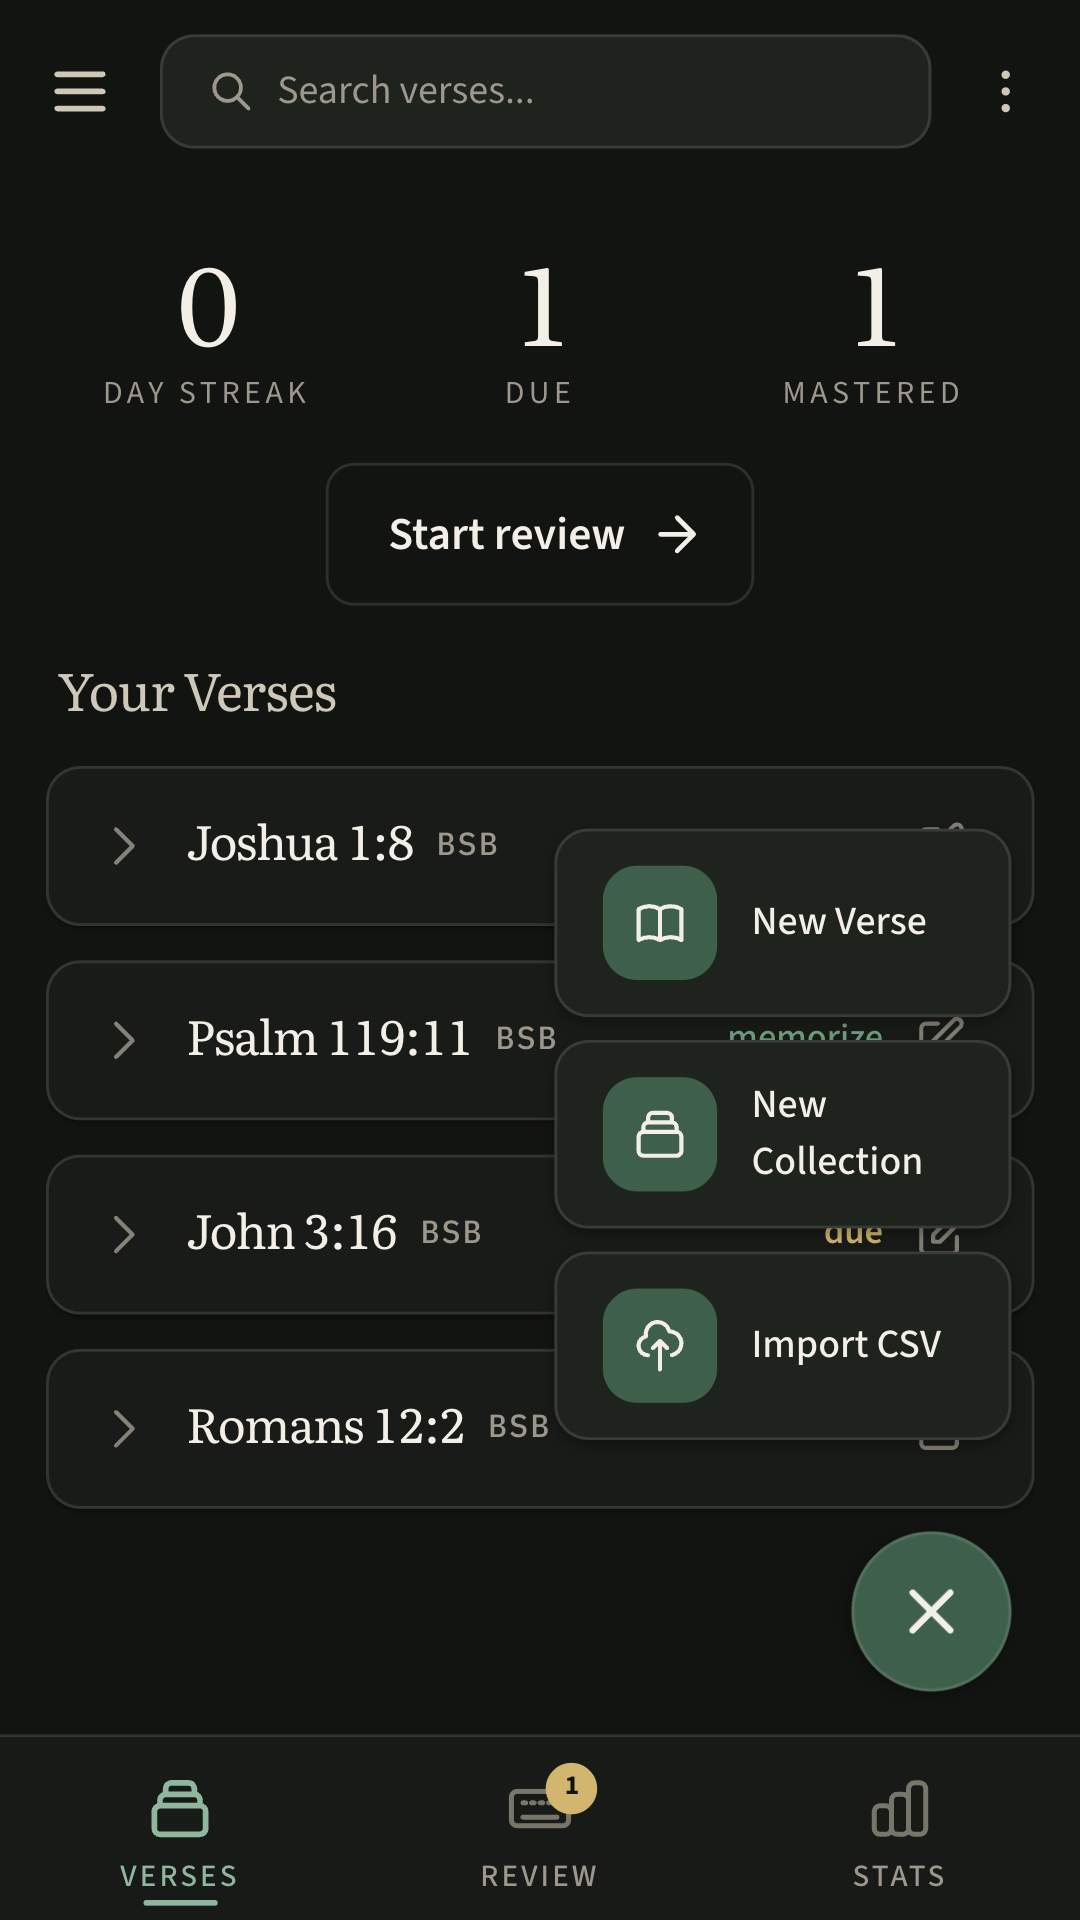 Search verses...
0
DAY STREAK
1
DUE
1
MASTERED
Start review
Your Verses
Joshua 1:8 BSB
New Verse
Psalm 119:11 BSB
memorize
New
Collection
John 3:16 BSB
due
Import CSV
Romans 12:2 BSB
VERSES
1
REVIEW
STATS